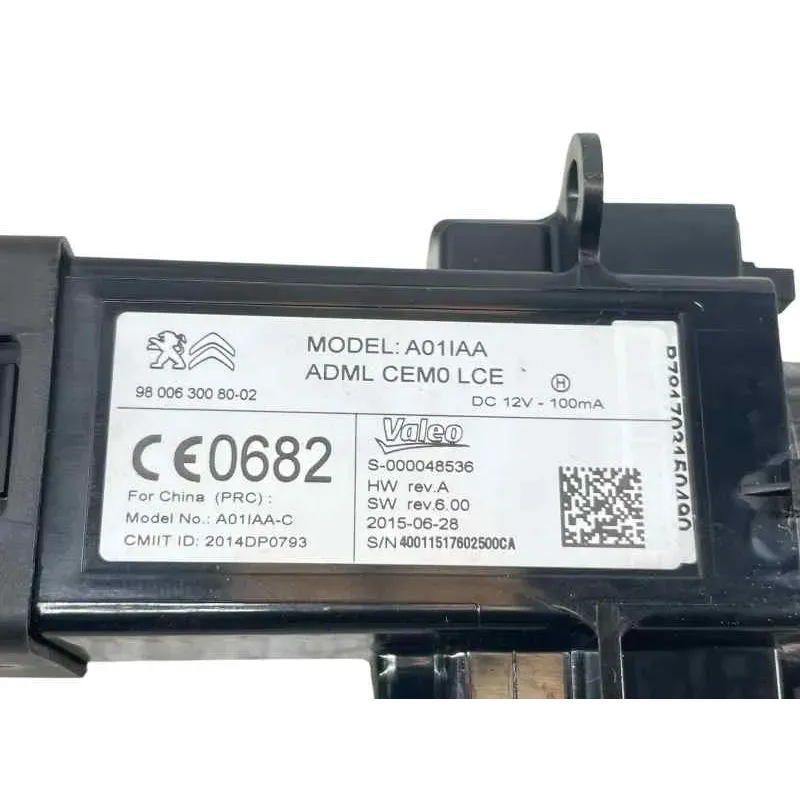 MODEL: A01IAA
ADML CEM0 LCE
H
98 006 300 80-02
DC 12V - 100mA
CE0682
For China (PRC) :
Model No.: A01IAA-C
CMIIT ID: 2014DP0793
Valeo
S-000048536
HW rev.A
SW rev.6.00
2015-06-28
S/N 40011517602500CA